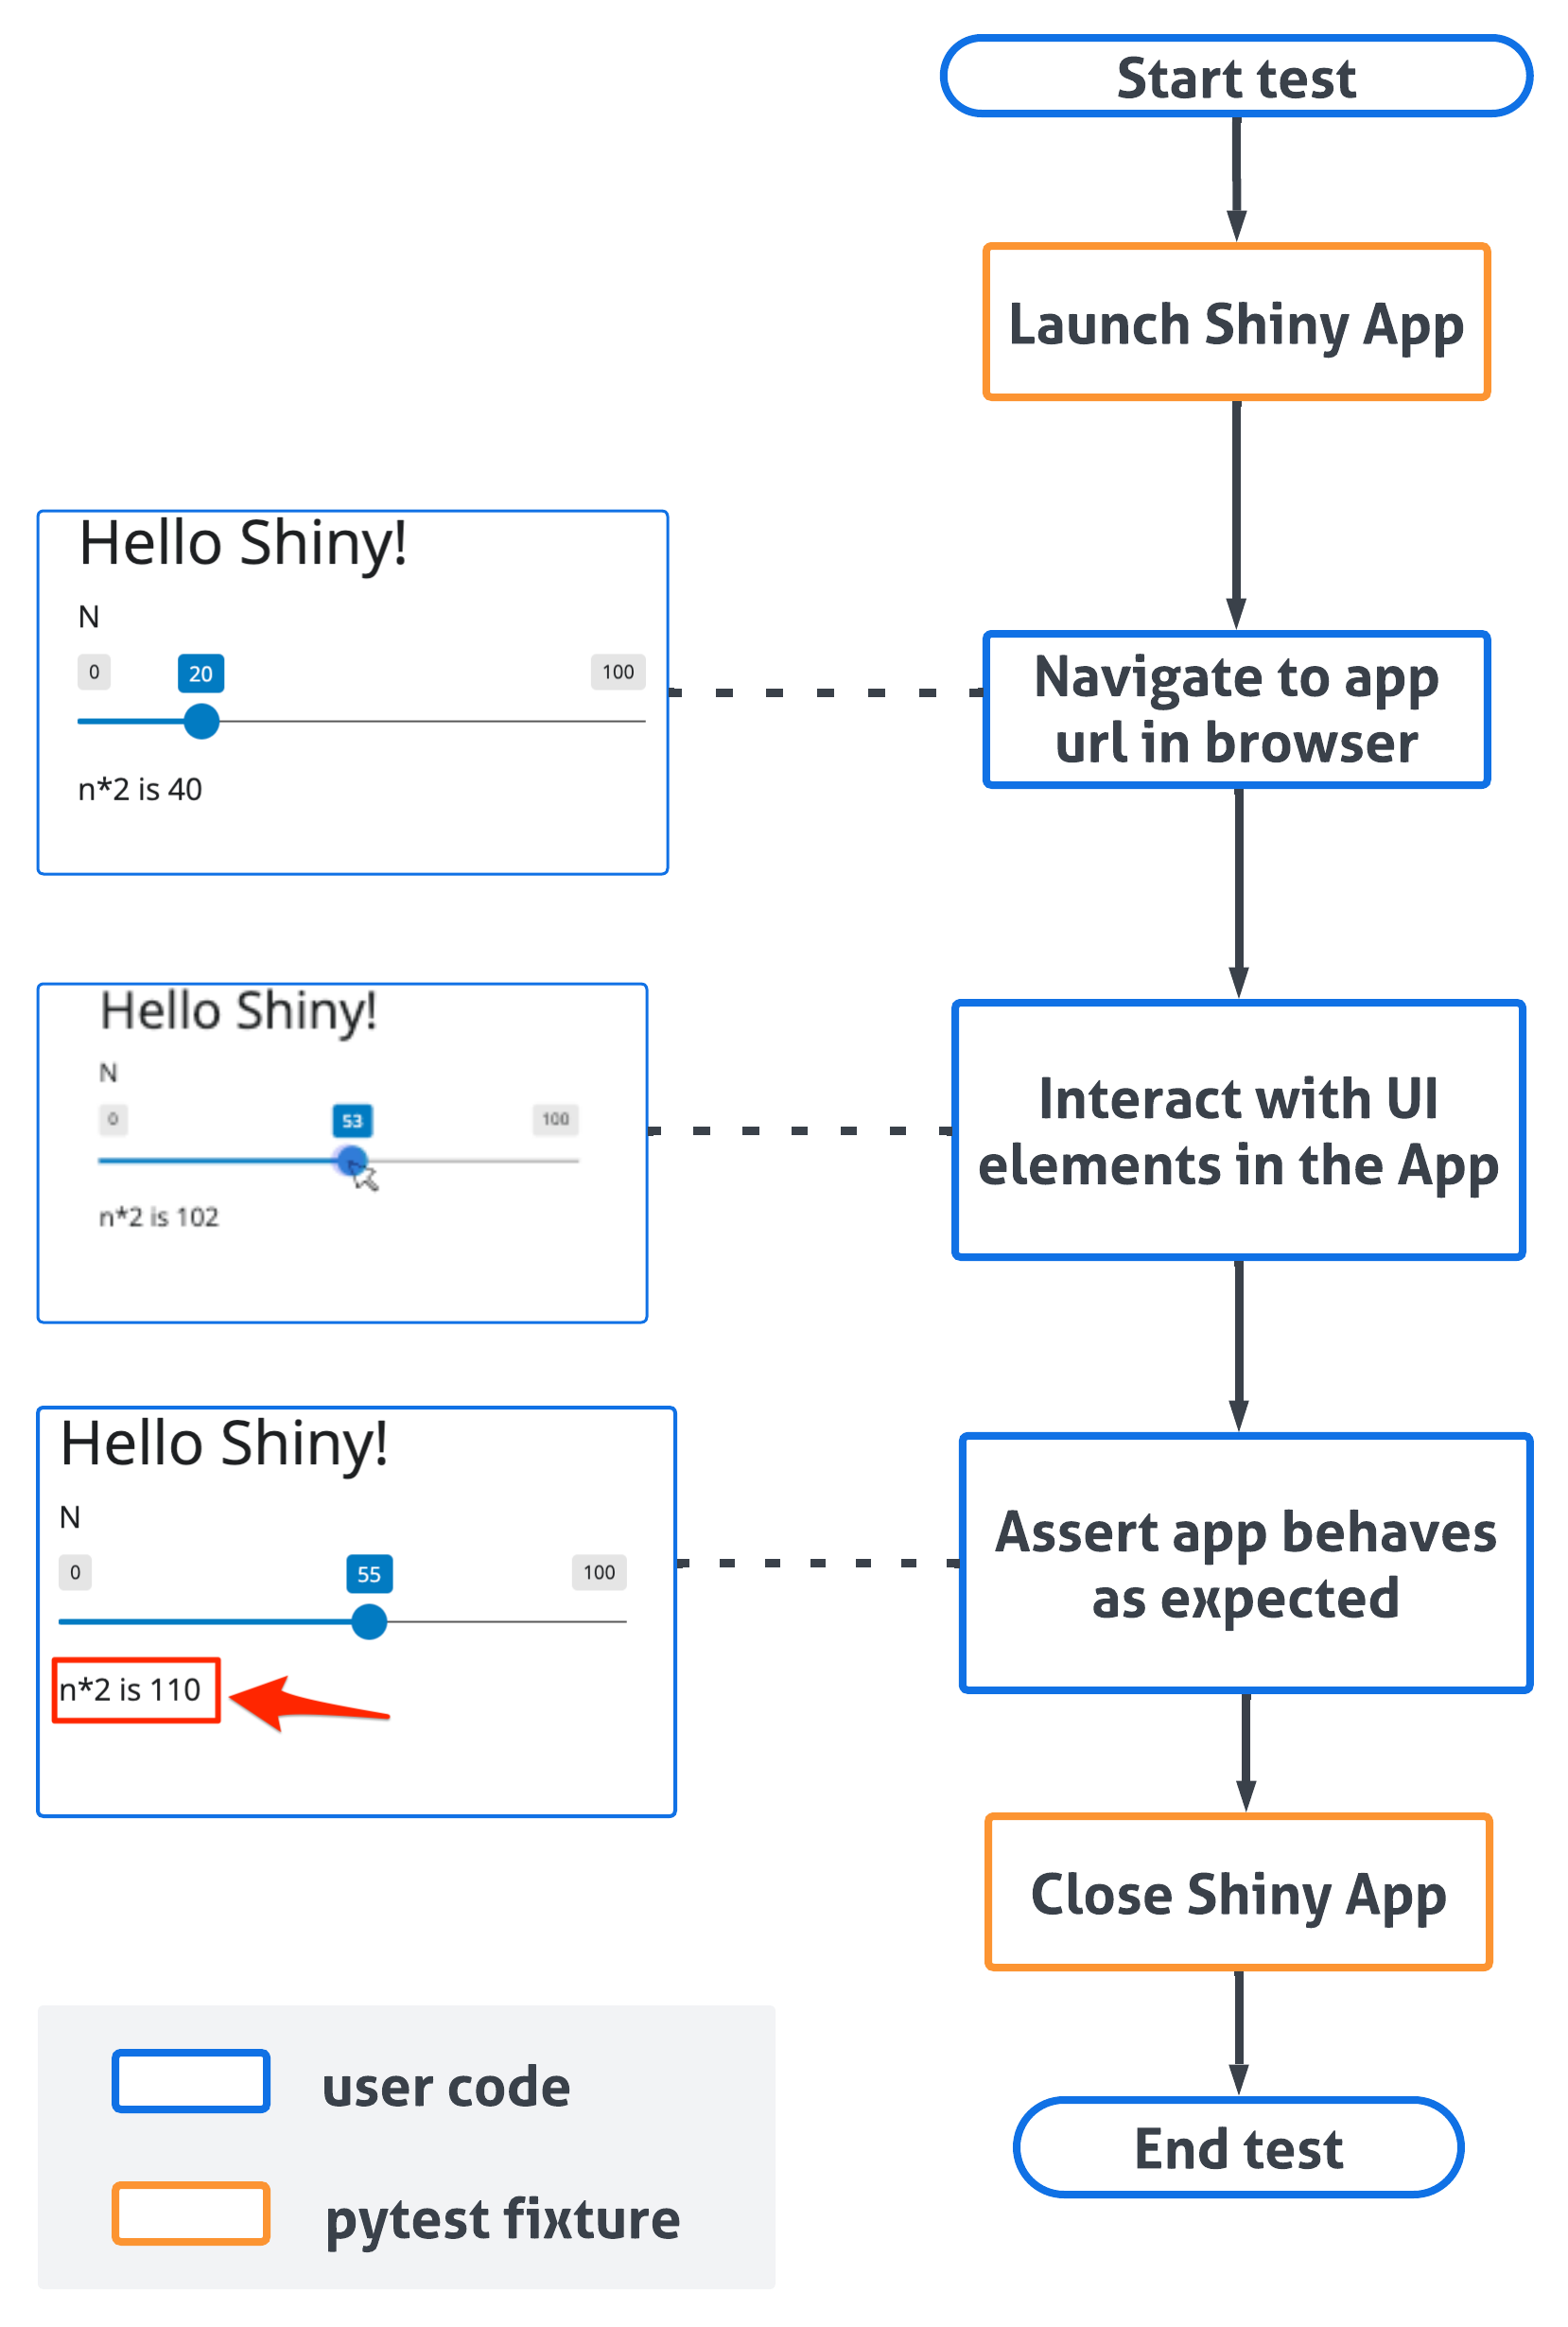 Start test
Launch Shiny App
Hello Shiny!
N
0 20 100
n*2 is 40
Navigate to app
url in browser
Hello Shiny!
N
0 53 100
n*2 is 102
Interact with UI
elements in the App
Hello Shiny!
N
0 55 100
n*2 is 110
Assert app behaves
as expected
Close Shiny App
End test
user code
pytest fixture